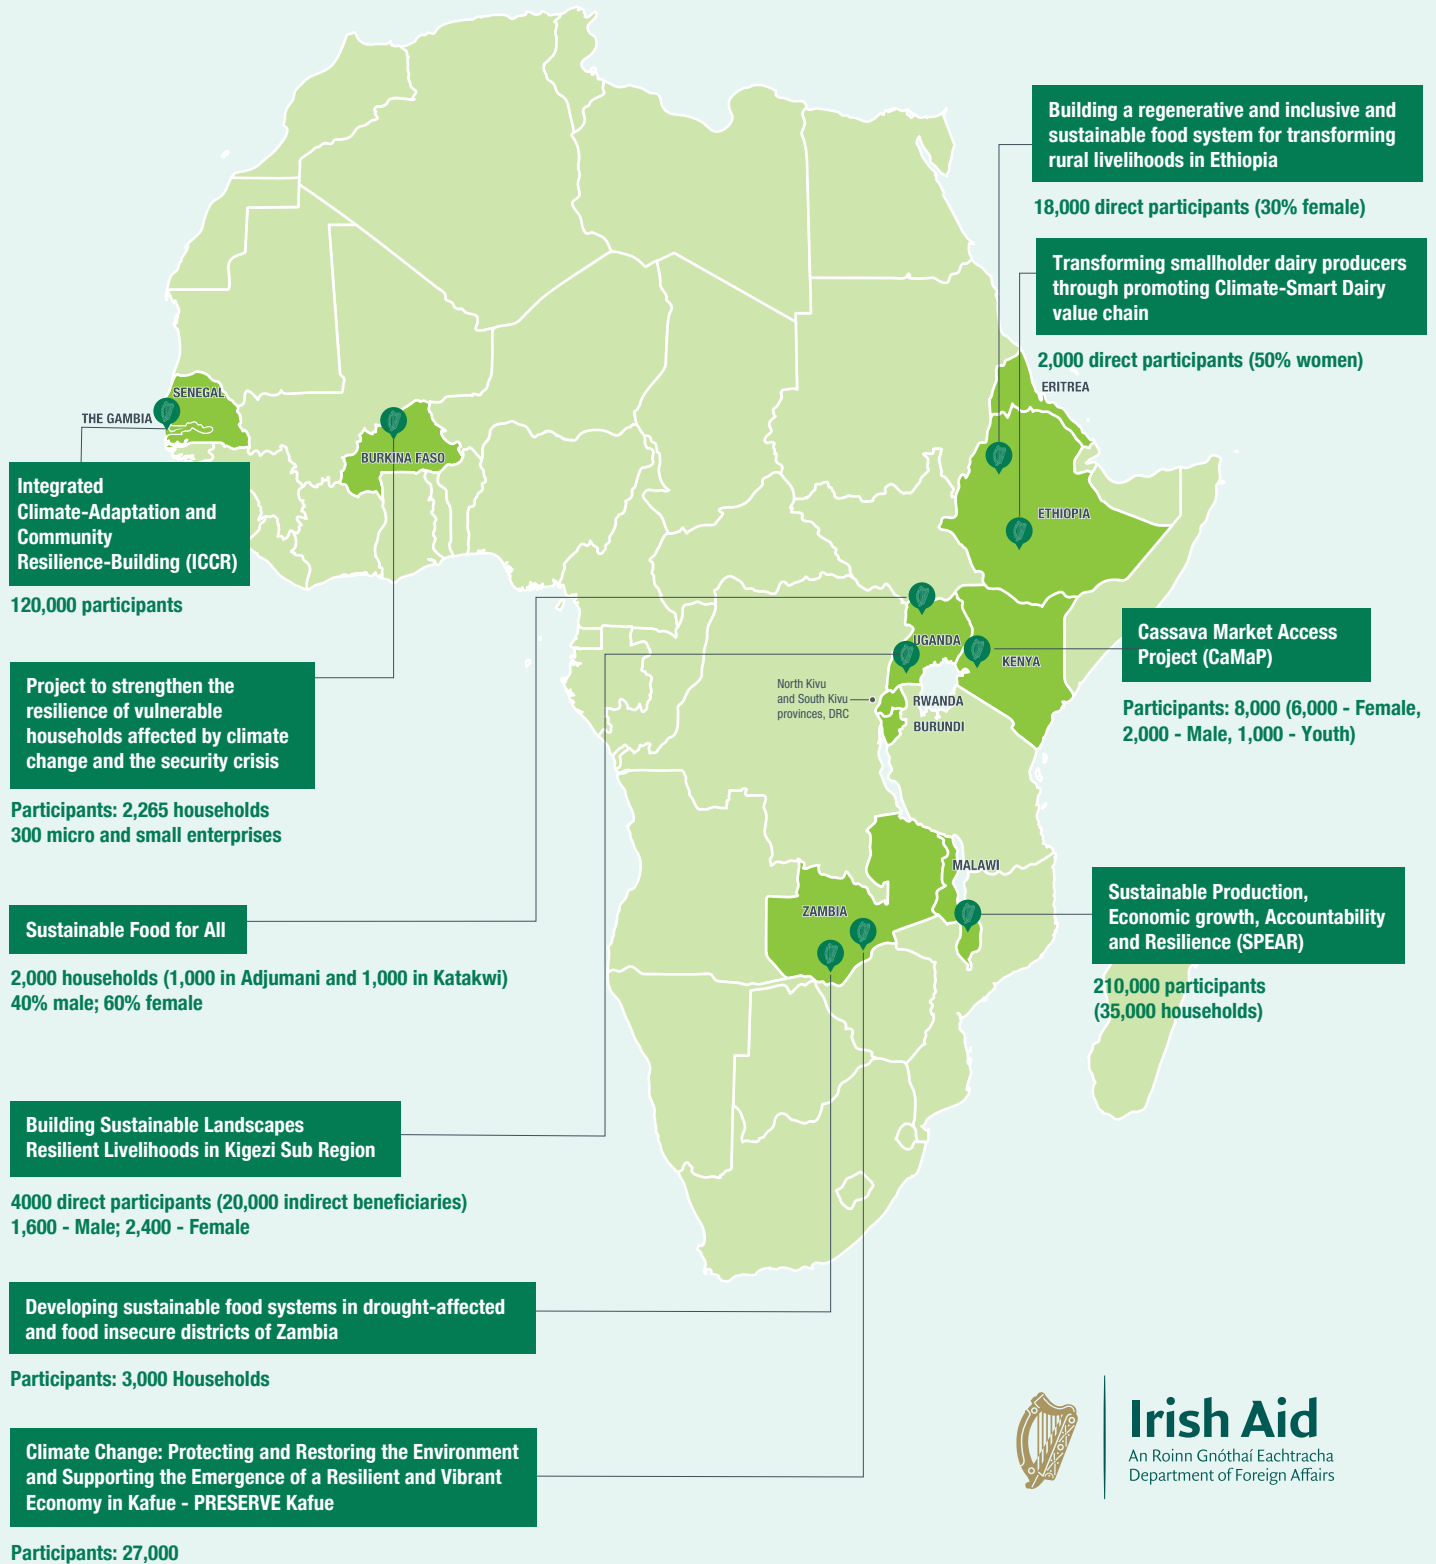 Building a regenerative and inclusive and
sustainable food system for transforming
rural livelihoods in Ethiopia
18,000 direct participants (30% female)
Transforming smallholder dairy producers
through promoting Climate-Smart Dairy
value chain
2,000 direct participants (50% women)
ERITREA
SENEGAL
THE GAMBIA
BURKINA FASO
ETHIOPIA
Integrated
Climate-Adaptation and
Community
Resilience-Building (ICCR)
120,000 participants
UGANDA
KENYA
Cassava Market Access
Project (CaMaP)
Participants: 8,000 (6,000 - Female,
2,000 - Male, 1,000 - Youth)
North Kivu
and South Kivu
provinces, DRC
RWANDA
BURUNDI
Project to strengthen the
resilience of vulnerable
households affected by climate
change and the security crisis
Participants: 2,265 households
300 micro and small enterprises
MALAWI
ZAMBIA
Sustainable Production,
Economic growth, Accountability
and Resilience (SPEAR)
210,000 participants
(35,000 households)
Sustainable Food for All
2,000 households (1,000 in Adjumani and 1,000 in Katakwi)
40% male; 60% female
Building Sustainable Landscapes
Resilient Livelihoods in Kigezi Sub Region
4000 direct participants (20,000 indirect beneficiaries)
1,600 - Male; 2,400 - Female
Developing sustainable food systems in drought-affected
and food insecure districts of Zambia
Participants: 3,000 Households
Climate Change: Protecting and Restoring the Environment
and Supporting the Emergence of a Resilient and Vibrant
Economy in Kafue - PRESERVE Kafue
Participants: 27,000
Irish Aid
An Roinn Gnóthaí Eachtracha
Department of Foreign Affairs